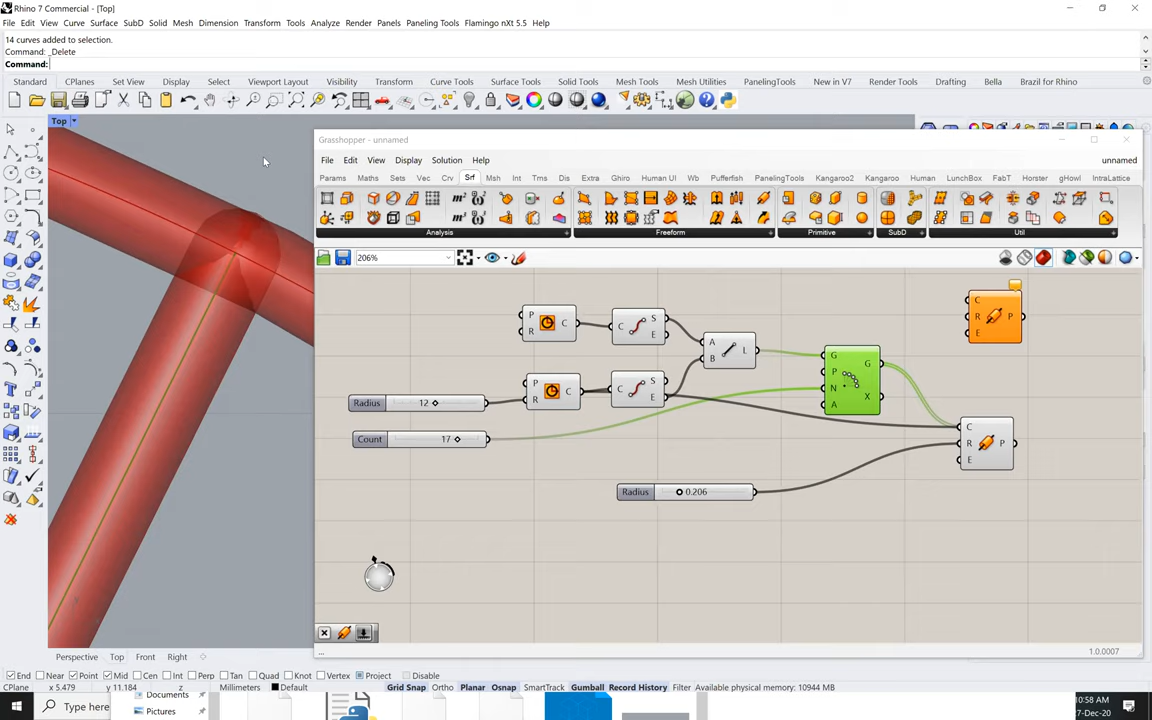 Rhino 7 Commercial - [Top]
File Edit View Curve Surface SubD Solid Mesh Dimension Transform Tools Analyze Render Panels Paneling Tools Flamingo nXt 5.5 Help
14 curves added to selection.
Command: _Delete
Command:
Standard CPlanes Set View Display Select Viewport Layout Visibility Transform Curve Tools Surface Tools Solid Tools Mesh Tools Mesh Utilities PanelingTools New in V7 Render Tools Drafting Bella Brazil for Rhino
Top
Grasshopper - unnamed
File Edit View Display Solution Help
unnamed
Params Maths Sets Vec Crv Srf Msh Int Tms Dis Extra Ghiro Human UI Wb Pufferfish PanelingTools Kangaroo2 Kangaroo Human LunchBox FabT Horster gHowl IntraLattice
Analysis Freeform Primitive SubD Util
206%
P R C
C S E
A B L
G P N A G X
C R E P
Radius 12
P R C
C S E
Count 17
C R E P
Radius 0.206
...
1.0.0007
Perspective Top Front Right
End Near Point Mid Cen Int Perp Tan Quad Knot Vertex Project Disable
CPlane x 5.479 y 11.184 z Millimeters Default Grid Snap Ortho Planar Osnap SmartTrack Gumball Record History Filter Available physical memory: 10944 MB
Type here
Documents
Pictures
10:58 AM
7-Dec-20